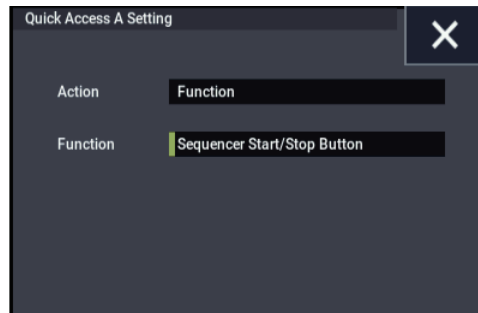 Quick Access A Setting
Action Function
Function Sequencer Start/Stop Button